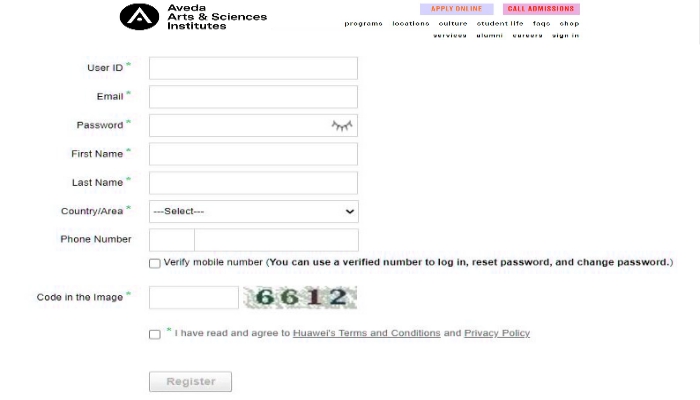 Aveda
Arts & Sciences
Institutes
APPLY ONLINE
CALL ADMISSIONS
programs locations culture student life faqs shop
services alumni careers sign in
User ID *
Email *
Password *
First Name *
Last Name *
Country/Area *
---Select---
Phone Number
Verify mobile number (You can use a verified number to log in, reset password, and change password.)
Code in the Image *
6612
* I have read and agree to Huawei's Terms and Conditions and Privacy Policy
Register